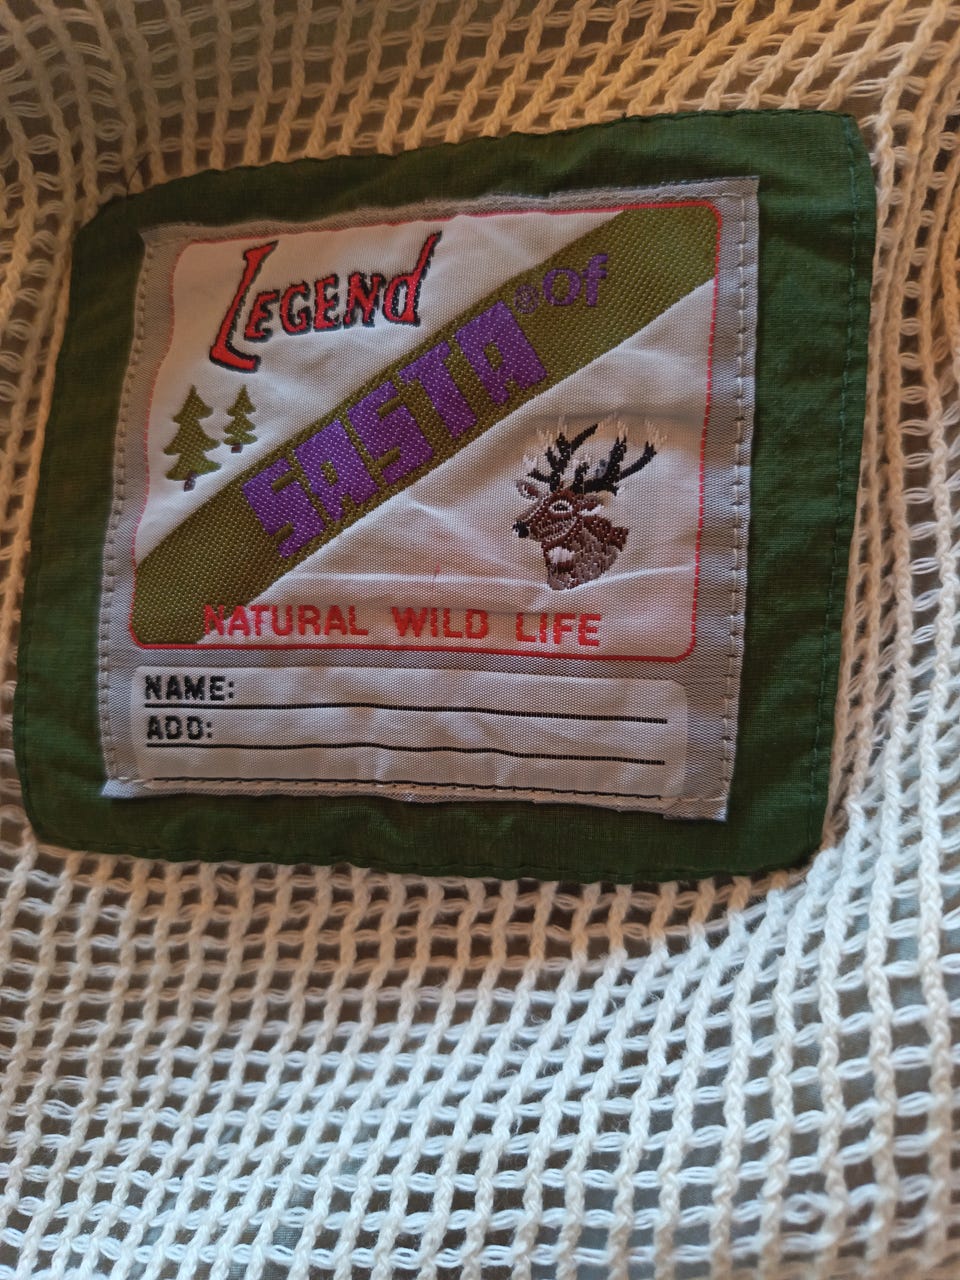 LEGENd
SASTA® Of
NATURAL WILD LIFE
NAME:
ADD: